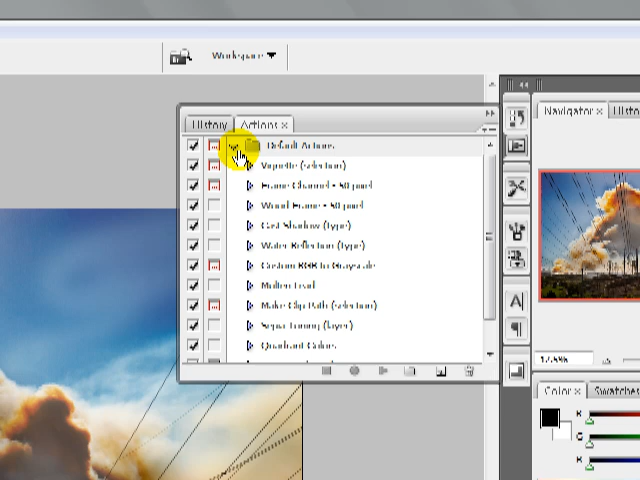 Workspace
History Actions ×
Navigator × Histo
Default Actions
Vignette (selection)
Frame Channel - 50 pixel
Wood Frame - 50 pixel
Cast Shadow (type)
Water Reflection (type)
Custom RGB to Grayscale
Molten Lead
Make Clip Path (selection)
Sepia Toning (layer)
Quadrant Colors
Color × Swatches
R
G